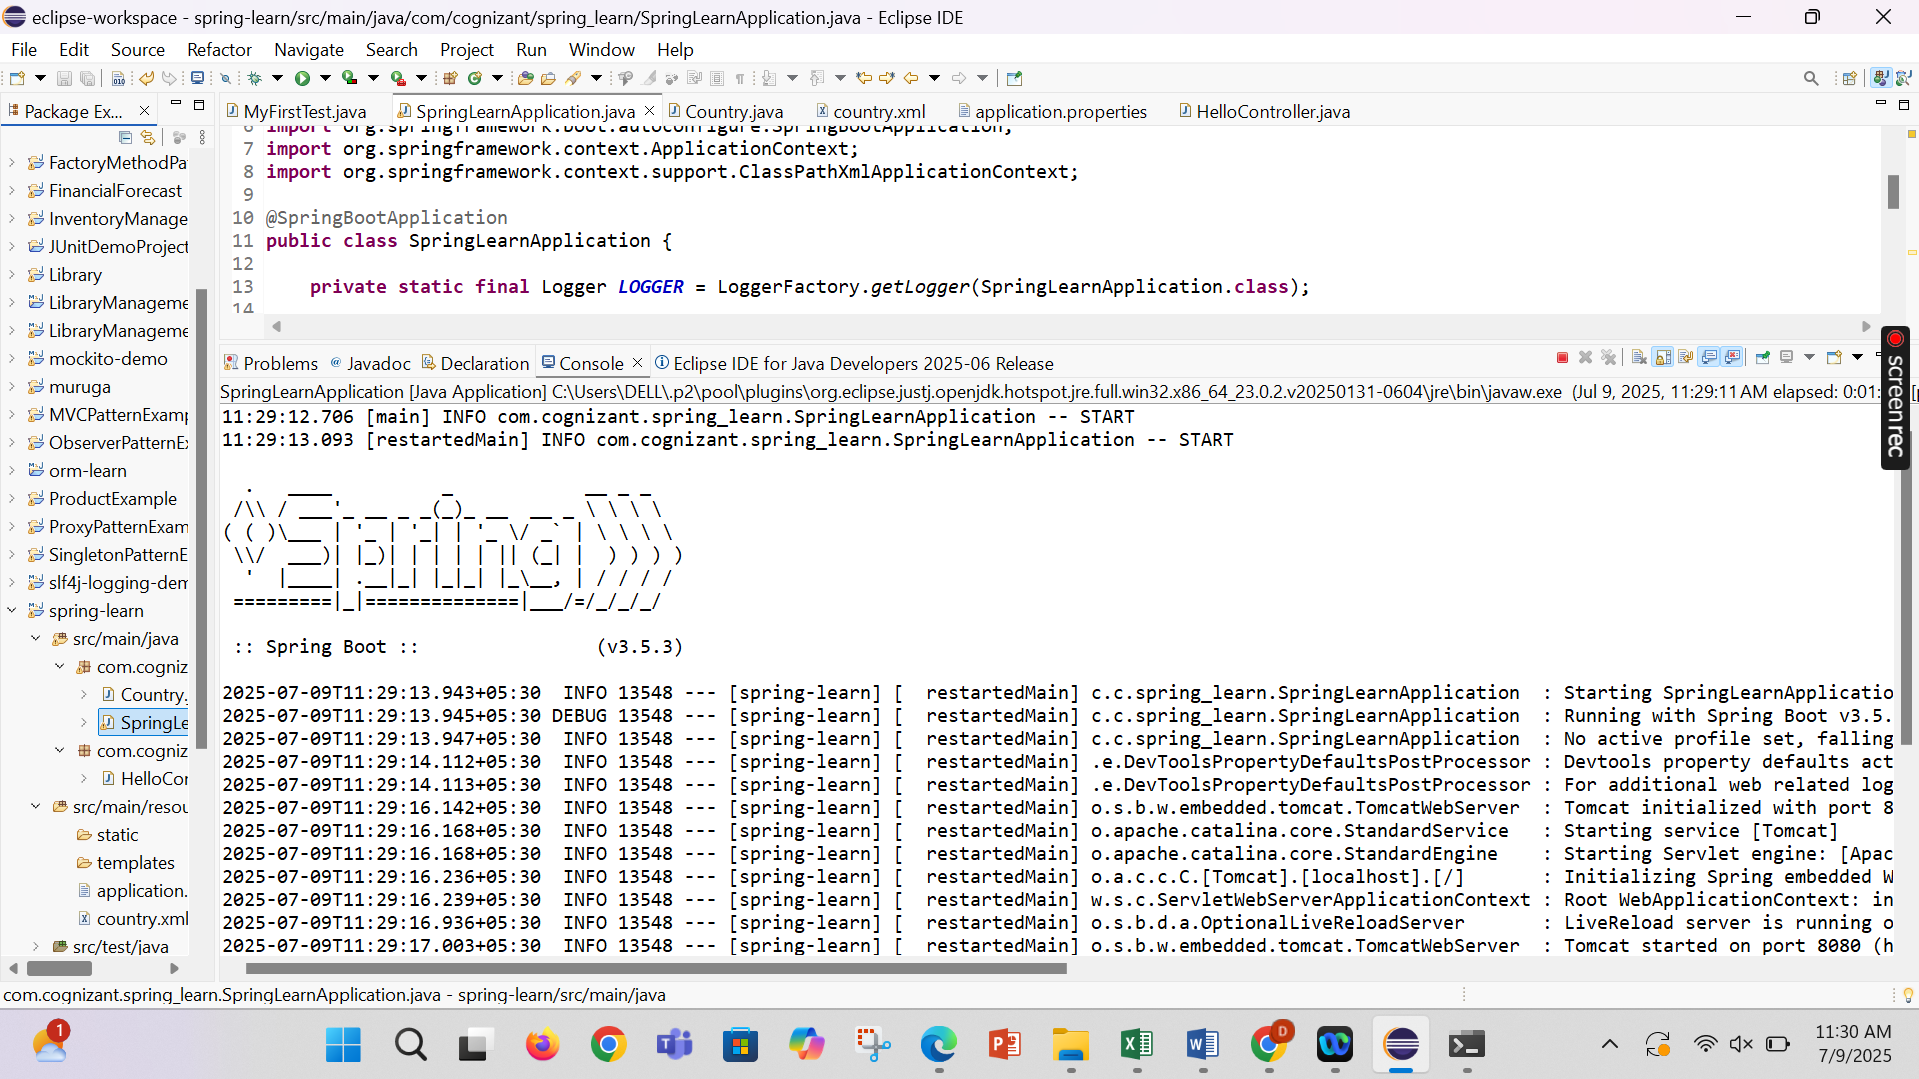 eclipse-workspace - spring-learn/src/main/java/com/cognizant/spring_learn/SpringLearnApplication.java - Eclipse IDE
File Edit Source Refactor Navigate Search Project Run Window Help
Package Ex...
MyFirstTest.java SpringLearnApplication.java Country.java country.xml application.properties HelloController.java
FactoryMethodPa
FinancialForecast
InventoryManage
JUnitDemoProject
Library
LibraryManageme
LibraryManageme
mockito-demo
muruga
MVCPatternExamp
ObserverPatternEx
orm-learn
ProductExample
ProxyPatternExam
SingletonPatternE
slf4j-logging-dem
spring-learn
src/main/java
com.cogniz
Country.
SpringLe
com.cogniz
HelloCor
src/main/resou
static
templates
application.
country.xml
src/test/java
6 import org.springframework.boot.autoconfigure.SpringBootApplication;
7 import org.springframework.context.ApplicationContext;
8 import org.springframework.context.support.ClassPathXmlApplicationContext;
9
10 @SpringBootApplication
11 public class SpringLearnApplication {
12
13 private static final Logger LOGGER = LoggerFactory.getLogger(SpringLearnApplication.class);
14
Problems Javadoc Declaration Console Eclipse IDE for Java Developers 2025-06 Release
SpringLearnApplication [Java Application] C:\Users\DELL\.p2\pool\plugins\org.eclipse.justj.openjdk.hotspot.jre.full.win32.x86_64_23.0.2.v20250131-0604\jre\bin\javaw.exe (Jul 9, 2025, 11:29:11 AM elapsed: 0:01:
11:29:12.706 [main] INFO com.cognizant.spring_learn.SpringLearnApplication -- START
11:29:13.093 [restartedMain] INFO com.cognizant.spring_learn.SpringLearnApplication -- START
Spring
:: Spring Boot :: (v3.5.3)
2025-07-09T11:29:13.943+05:30 INFO 13548 --- [spring-learn] [ restartedMain] c.c.spring_learn.SpringLearnApplication : Starting SpringLearnApplicatio
2025-07-09T11:29:13.945+05:30 DEBUG 13548 --- [spring-learn] [ restartedMain] c.c.spring_learn.SpringLearnApplication : Running with Spring Boot v3.5.
2025-07-09T11:29:13.947+05:30 INFO 13548 --- [spring-learn] [ restartedMain] c.c.spring_learn.SpringLearnApplication : No active profile set, falling
2025-07-09T11:29:14.112+05:30 INFO 13548 --- [spring-learn] [ restartedMain] .e.DevToolsPropertyDefaultsPostProcessor : Devtools property defaults act
2025-07-09T11:29:14.113+05:30 INFO 13548 --- [spring-learn] [ restartedMain] .e.DevToolsPropertyDefaultsPostProcessor : For additional web related log
2025-07-09T11:29:16.142+05:30 INFO 13548 --- [spring-learn] [ restartedMain] o.s.b.w.embedded.tomcat.TomcatWebServer : Tomcat initialized with port 8
2025-07-09T11:29:16.168+05:30 INFO 13548 --- [spring-learn] [ restartedMain] o.apache.catalina.core.StandardService : Starting service [Tomcat]
2025-07-09T11:29:16.168+05:30 INFO 13548 --- [spring-learn] [ restartedMain] o.apache.catalina.core.StandardEngine : Starting Servlet engine: [Apac
2025-07-09T11:29:16.236+05:30 INFO 13548 --- [spring-learn] [ restartedMain] o.a.c.c.C.[Tomcat].[localhost].[/] : Initializing Spring embedded W
2025-07-09T11:29:16.239+05:30 INFO 13548 --- [spring-learn] [ restartedMain] w.s.c.ServletWebServerApplicationContext : Root WebApplicationContext: in
2025-07-09T11:29:16.936+05:30 INFO 13548 --- [spring-learn] [ restartedMain] o.s.b.d.a.OptionalLiveReloadServer : LiveReload server is running o
2025-07-09T11:29:17.003+05:30 INFO 13548 --- [spring-learn] [ restartedMain] o.s.b.w.embedded.tomcat.TomcatWebServer : Tomcat started on port 8080 (h
screenrec
com.cognizant.spring_learn.SpringLearnApplication.java - spring-learn/src/main/java
1
D
11:30 AM
7/9/2025